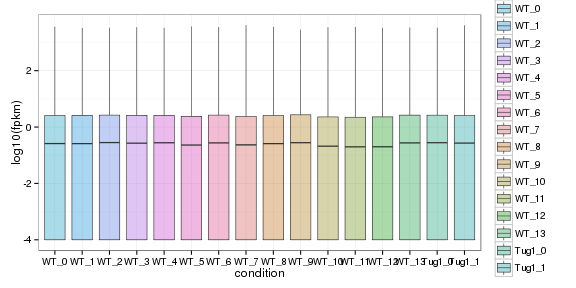 log10(fpkm)
2
0
-2
-4
WT_0 WT_1 WT_2 WT_3 WT_4 WT_5 WT_6 WT_7 WT_8 WT_9 WT_10 WT_11 WT_12 WT_13 Tug1_0 Tug1_1
condition
WT_0
WT_1
WT_2
WT_3
WT_4
WT_5
WT_6
WT_7
WT_8
WT_9
WT_10
WT_11
WT_12
WT_13
Tug1_0
Tug1_1